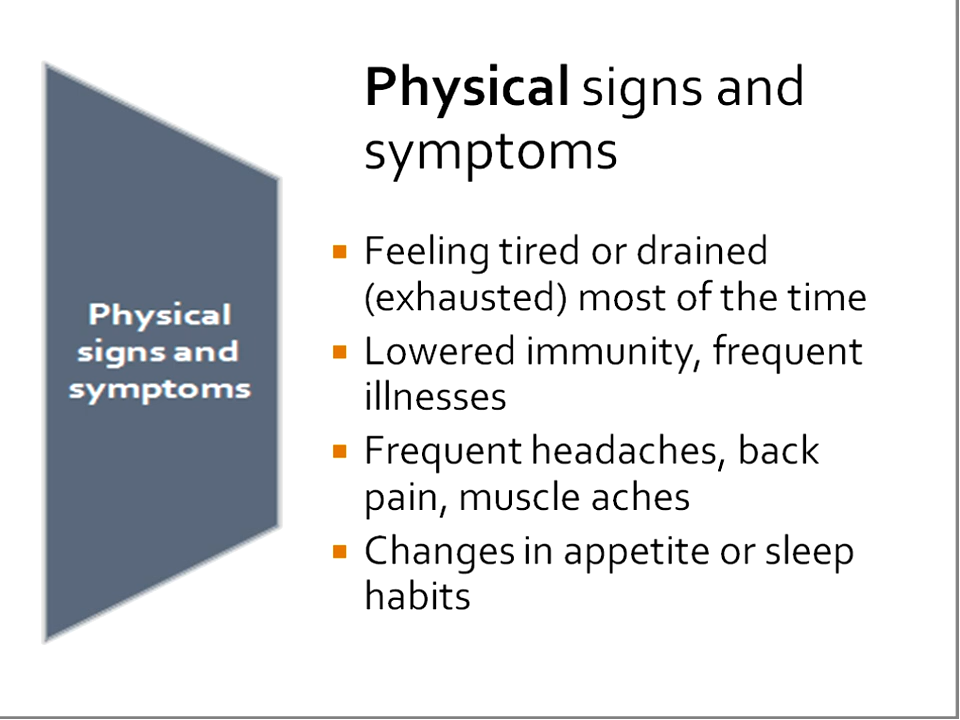 Physical
signs and
symptoms
Physical signs and
symptoms
Feeling tired or drained
(exhausted) most of the time
Lowered immunity, frequent
illnesses
Frequent headaches, back
pain, muscle aches
Changes in appetite or sleep
habits